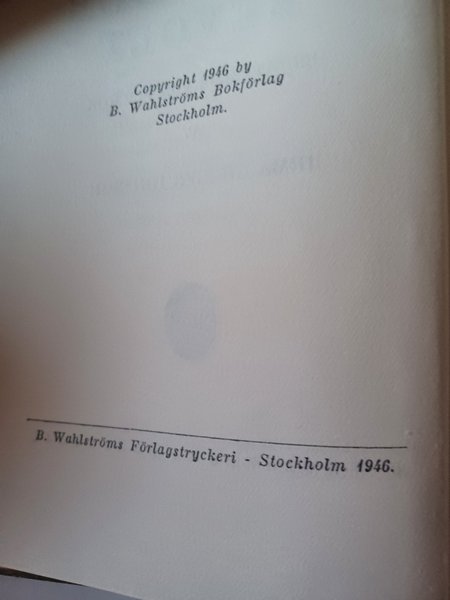 Copyright 1946 by
B. Wahlströms Bokförlag
Stockholm.
B. Wahlströms Förlagstryckeri - Stockholm 1946.